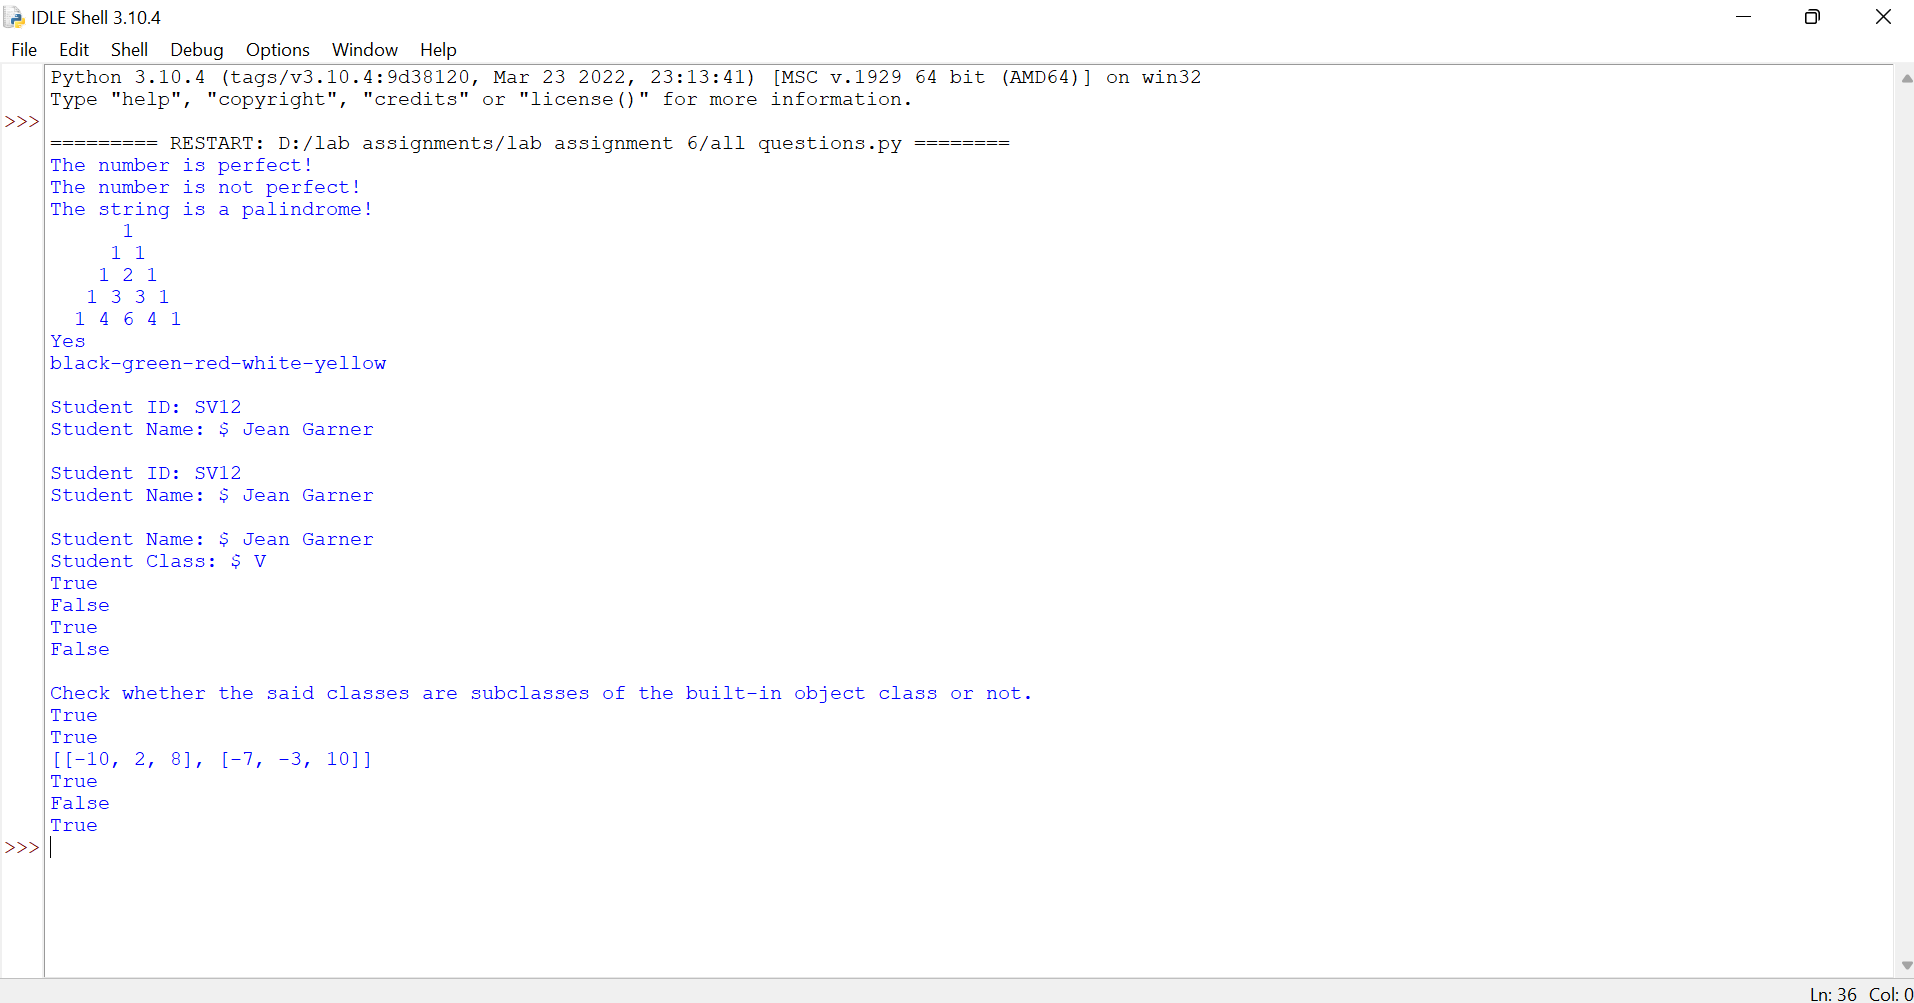 IDLE Shell 3.10.4
File Edit Shell Debug Options Window Help
Python 3.10.4 (tags/v3.10.4:9d38120, Mar 23 2022, 23:13:41) [MSC v.1929 64 bit (AMD64)] on win32
Type "help", "copyright", "credits" or "license()" for more information.
>>>
========= RESTART: D:/lab assignments/lab assignment 6/all questions.py ========
The number is perfect!
The number is not perfect!
The string is a palindrome!
1
1 1
1 2 1
1 3 3 1
1 4 6 4 1
Yes
black-green-red-white-yellow
Student ID: SV12
Student Name: $ Jean Garner
Student ID: SV12
Student Name: $ Jean Garner
Student Name: $ Jean Garner
Student Class: $ V
True
False
True
False
Check whether the said classes are subclasses of the built-in object class or not.
True
True
[[-10, 2, 8], [-7, -3, 10]]
True
False
True
>>>
Ln: 36 Col: 0